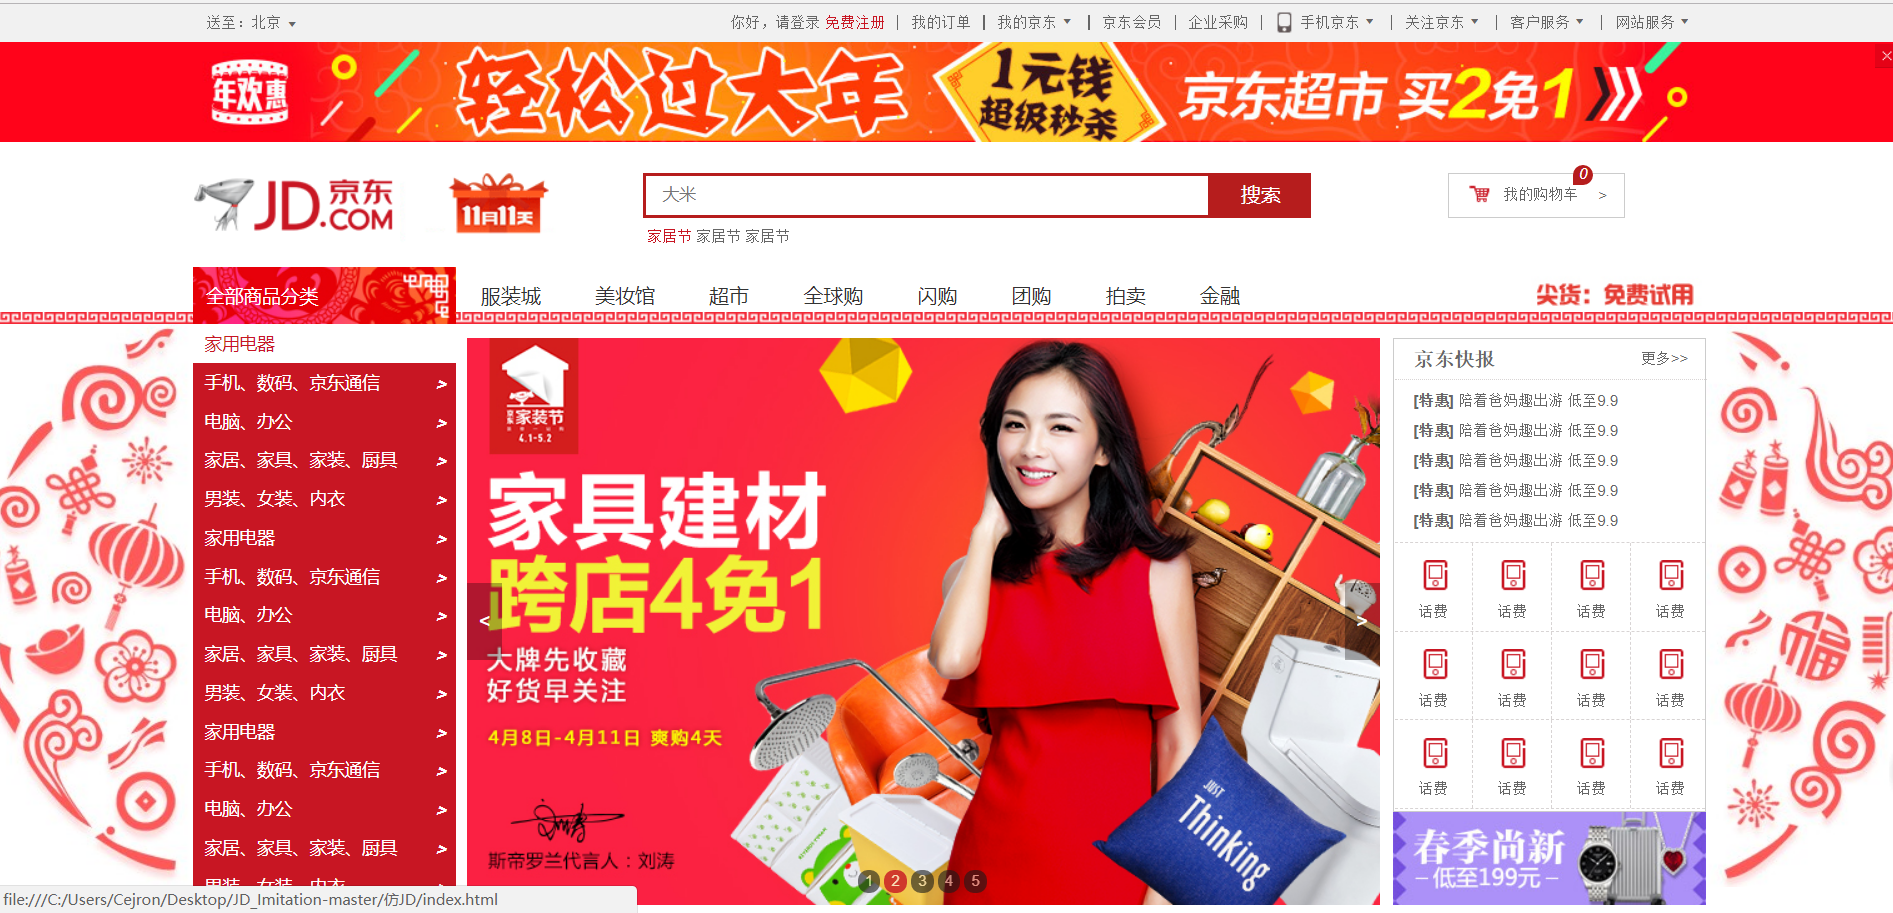 送至：北京
你好，请登录 免费注册 | 我的订单 | 我的京东 | 京东会员 | 企业采购 | 手机京东 | 关注京东 | 客户服务 | 网站服务
年欢惠
轻松过大年
1元钱
超级秒杀
京东超市 买2免1
×
JD.COM 京东
11月11天
大米
搜索
我的购物车 >
0
家居节 家居节 家居节
全部商品分类
服装城 美妆馆 超市 全球购 闪购 团购 拍卖 金融
尖货：免费试用
家用电器
手机、数码、京东通信 >
电脑、办公 >
家居、家具、家装、厨具 >
男装、女装、内衣 >
家用电器 >
手机、数码、京东通信 >
电脑、办公 >
家居、家具、家装、厨具 >
男装、女装、内衣 >
家用电器 >
手机、数码、京东通信 >
电脑、办公 >
家居、家具、家装、厨具 >
男装、女装、内衣
京东家装节
4.1-5.2
家具建材
跨店4免1
<
>
大牌先收藏
好货早关注
4月8日-4月11日 爽购4天
斯帝罗兰代言人：刘涛
JUST
Thinking
1 2 3 4 5
京东快报
更多>>
[特惠] 陪着爸妈趣出游 低至9.9
[特惠] 陪着爸妈趣出游 低至9.9
[特惠] 陪着爸妈趣出游 低至9.9
[特惠] 陪着爸妈趣出游 低至9.9
[特惠] 陪着爸妈趣出游 低至9.9
话费 话费 话费 话费
话费 话费 话费 话费
话费 话费 话费 话费
春季尚新
－低至199元－
福
file:///C:/Users/Cejron/Desktop/JD_Imitation-master/仿JD/index.html